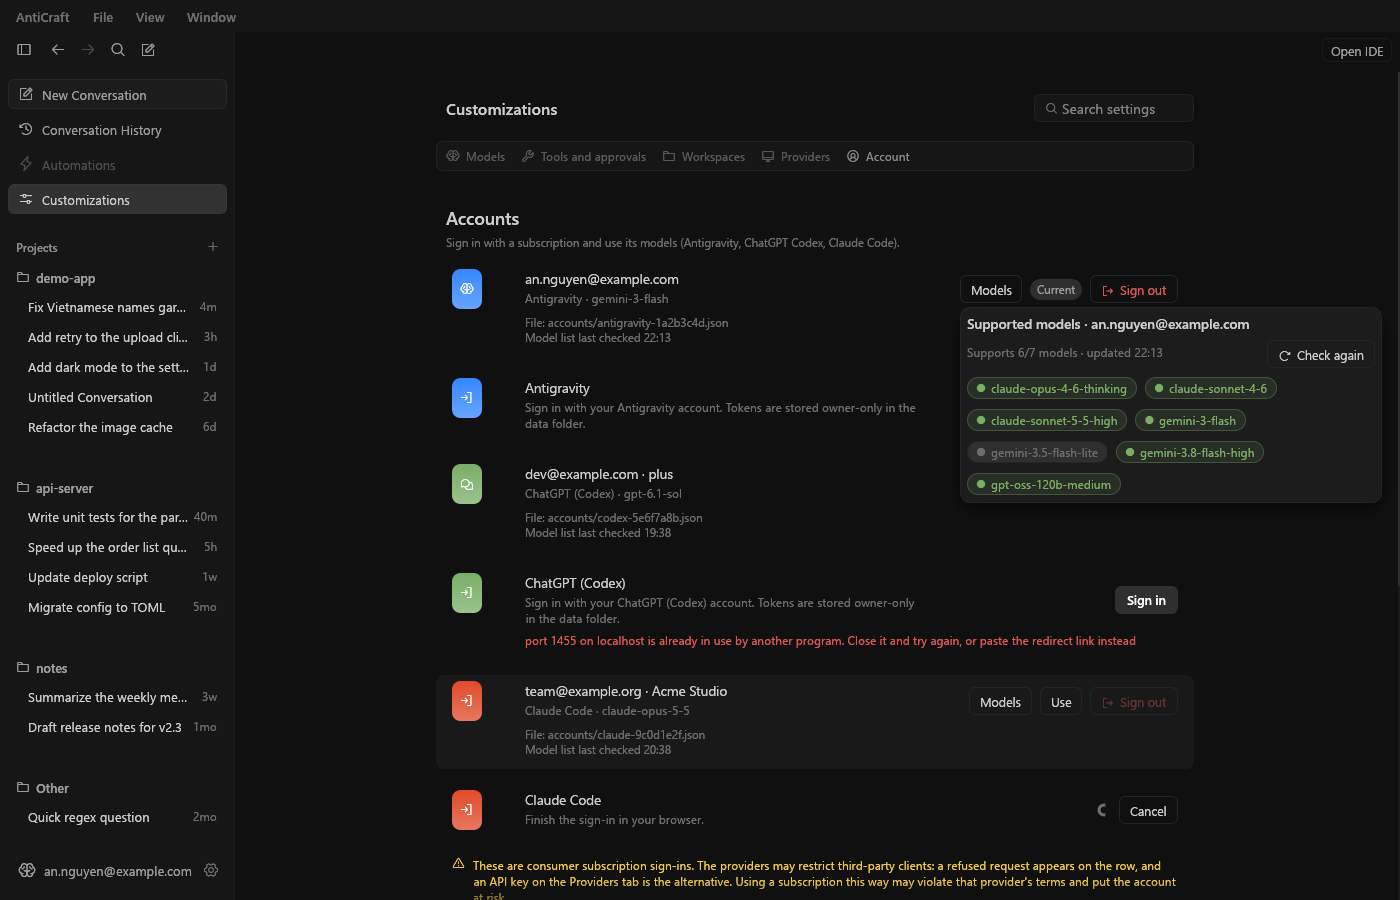 AntiCraft File View Window
Open IDE
New Conversation
Conversation History
Automations
Customizations
Projects
demo-app
Fix Vietnamese names gar... 4m
Add retry to the upload cli... 3h
Add dark mode to the sett... 1d
Untitled Conversation 2d
Refactor the image cache 6d
api-server
Write unit tests for the par... 40m
Speed up the order list qu... 5h
Update deploy script 1w
Migrate config to TOML 5mo
notes
Summarize the weekly me... 3w
Draft release notes for v2.3 1mo
Other
Quick regex question 2mo
an.nguyen@example.com
Customizations
Search settings
Models Tools and approvals Workspaces Providers Account
Accounts
Sign in with a subscription and use its models (Antigravity, ChatGPT Codex, Claude Code).
an.nguyen@example.com
Antigravity · gemini-3-flash
File: accounts/antigravity-1a2b3c4d.json
Model list last checked 22:13
Models Current Sign out
Supported models · an.nguyen@example.com
Supports 6/7 models · updated 22:13
Check again
claude-opus-4-6-thinking claude-sonnet-4-6
claude-sonnet-5-5-high gemini-3-flash
gemini-3.5-flash-lite gemini-3.8-flash-high
gpt-oss-120b-medium
Antigravity
Sign in with your Antigravity account. Tokens are stored owner-only in the
data folder.
dev@example.com · plus
ChatGPT (Codex) · gpt-6.1-sol
File: accounts/codex-5e6f7a8b.json
Model list last checked 19:38
ChatGPT (Codex)
Sign in with your ChatGPT (Codex) account. Tokens are stored owner-only
in the data folder.
Sign in
port 1455 on localhost is already in use by another program. Close it and try again, or paste the redirect link instead
team@example.org · Acme Studio
Claude Code · claude-opus-5-5
File: accounts/claude-9c0d1e2f.json
Model list last checked 20:38
Models Use Sign out
Claude Code
Finish the sign-in in your browser.
Cancel
These are consumer subscription sign-ins. The providers may restrict third-party clients: a refused request appears on the row, and
an API key on the Providers tab is the alternative. Using a subscription this way may violate that provider's terms and put the account
at risk.